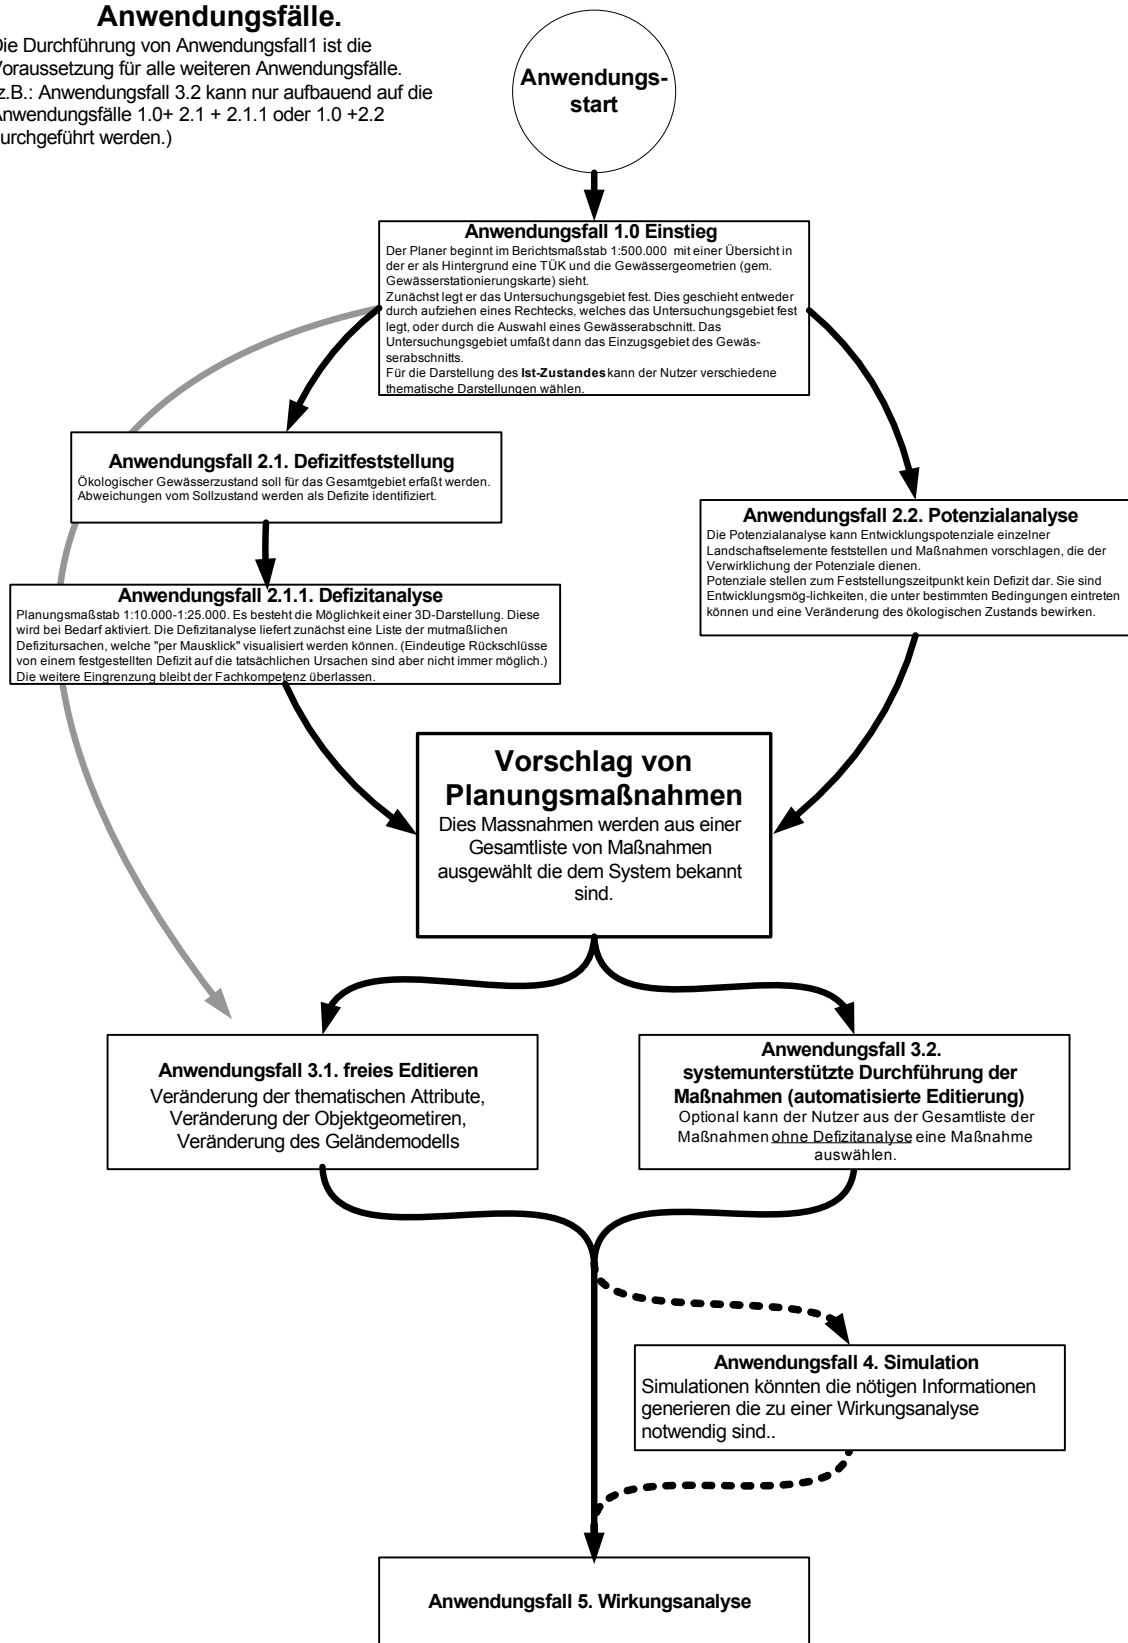 Anwendungsfälle.
Die Durchführung von Anwendungsfall1 ist die
Voraussetzung für alle weiteren Anwendungsfälle.
z.B.: Anwendungsfall 3.2 kann nur aufbauend auf die
Anwendungsfälle 1.0+ 2.1 + 2.1.1 oder 1.0 +2.2
durchgeführt werden.)
Anwendungs-
start
Anwendungsfall 1.0 Einstieg
Der Planer beginnt im Berichtsmaßstab 1:500.000 mit einer Übersicht in
der er als Hintergrund eine TÜK und die Gewässergeometrien (gem.
Gewässerstationierungskarte) sieht.
Zunächst legt er das Untersuchungsgebiet fest. Dies geschieht entweder
durch aufziehen eines Rechtecks, welches das Untersuchungsgebiet fest
legt, oder durch die Auswahl eines Gewässerabschnitt. Das
Untersuchungsgebiet umfaßt dann das Einzugsgebiet des Gewäs-
serabschnitts.
Für die Darstellung des Ist-Zustandes kann der Nutzer verschiedene
thematische Darstellungen wählen.
Anwendungsfall 2.1. Defizitfeststellung
Ökologischer Gewässerzustand soll für das Gesamtgebiet erfaßt werden.
Abweichungen vom Sollzustand werden als Defizite identifiziert.
Anwendungsfall 2.2. Potenzialanalyse
Die Potenzialanalyse kann Entwicklungspotenziale einzelner
Landschaftselemente feststellen und Maßnahmen vorschlagen, die der
Verwirklichung der Potenziale dienen.
Potenziale stellen zum Feststellungszeitpunkt kein Defizit dar. Sie sind
Entwicklungsmög-lichkeiten, die unter bestimmten Bedingungen eintreten
können und eine Veränderung des ökologischen Zustands bewirken.
Anwendungsfall 2.1.1. Defizitanalyse
Planungsmaßstab 1:10.000-1:25.000. Es besteht die Möglichkeit einer 3D-Darstellung. Diese
wird bei Bedarf aktiviert. Die Defizitanalyse liefert zunächst eine Liste der mutmaßlichen
Defizitursachen, welche "per Mausklick" visualisiert werden können. (Eindeutige Rückschlüsse
von einem festgestellten Defizit auf die tatsächlichen Ursachen sind aber nicht immer möglich.)
Die weitere Eingrenzung bleibt der Fachkompetenz überlassen.
Vorschlag von
Planungsmaßnahmen
Dies Massnahmen werden aus einer
Gesamtliste von Maßnahmen
ausgewählt die dem System bekannt
sind.
Anwendungsfall 3.1. freies Editieren
Veränderung der thematischen Attribute,
Veränderung der Objektgeometiren,
Veränderung des Geländemodells
Anwendungsfall 3.2.
systemunterstützte Durchführung der
Maßnahmen (automatisierte Editierung)
Optional kann der Nutzer aus der Gesamtliste der
Maßnahmen ohne Defizitanalyse eine Maßnahme
auswählen.
Anwendungsfall 4. Simulation
Simulationen könnten die nötigen Informationen
generieren die zu einer Wirkungsanalyse
notwendig sind..
Anwendungsfall 5. Wirkungsanalyse